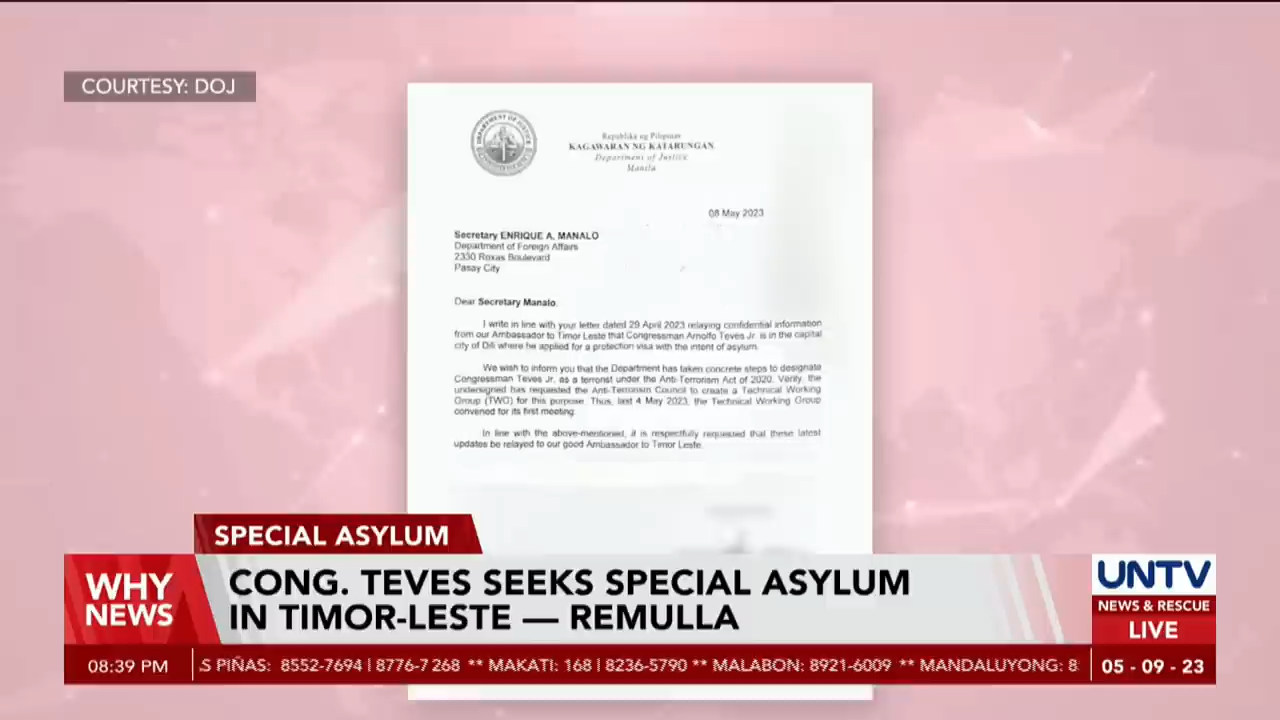 COURTESY: DOJ
DEPARTMENT OF JUSTICE
Republika ng Pilipinas
KAGAWARAN NG KATARUNGAN
Department of Justice
Manila
08 May 2023
Secretary ENRIQUE A. MANALO
Department of Foreign Affairs
2330 Roxas Boulevard
Pasay City
Dear Secretary Manalo:
I write in line with your letter dated 29 April 2023 relaying confidential information
from our Ambassador to Timor Leste that Congressman Arnolfo Teves Jr. is in the capital
city of Dili where he applied for a protection visa with the intent of asylum.
We wish to inform you that the Department has taken concrete steps to designate
Congressman Teves Jr. as a terrorist under the Anti-Terrorism Act of 2020. Verily, the
undersigned has requested the Anti-Terrorism Council to create a Technical Working
Group (TWG) for this purpose. Thus, last 4 May 2023, the Technical Working Group
convened for its first meeting.
In line with the above-mentioned, it is respectfully requested that these latest
updates be relayed to our good Ambassador to Timor Leste.
SPECIAL ASYLUM
WHY
NEWS
CONG. TEVES SEEKS SPECIAL ASYLUM
IN TIMOR-LESTE — REMULLA
UNTV
NEWS & RESCUE
LIVE
08:39 PM
S PIÑAS: 8552-7694 | 8776-7268 ** MAKATI: 168 | 8236-5790 ** MALABON: 8921-6009 ** MANDALUYONG: 8
05 - 09 - 23